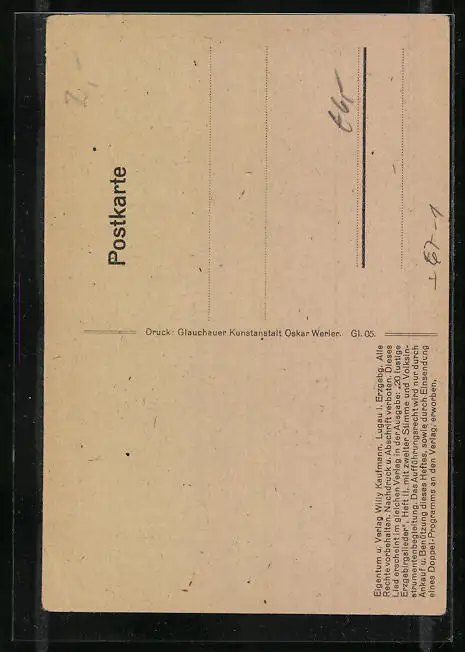 Postkarte
Druck: Glauchauer Kunstanstalt Oskar Werler. Gl. 05.
Eigentum u. Verlag Willy Kaufmann, Lugau i. Erzgebg. Alle
Rechte vorbehalten. Nachdruck u. Abschrift verboten. Dieses
Lied erscheint im gleichen Verlag in der Ausgabe: „20 lustige
Erzgebirgslieder", Heft II, mit zweiter Stimme und Volksin-
strumentenbegleitung. Das Aufführungsrecht wird nur durch
Ankauf u. Benützung dieses Heftes, sowie durch Einsendung
eines Doppel-Programms an den Verlag, erworben.